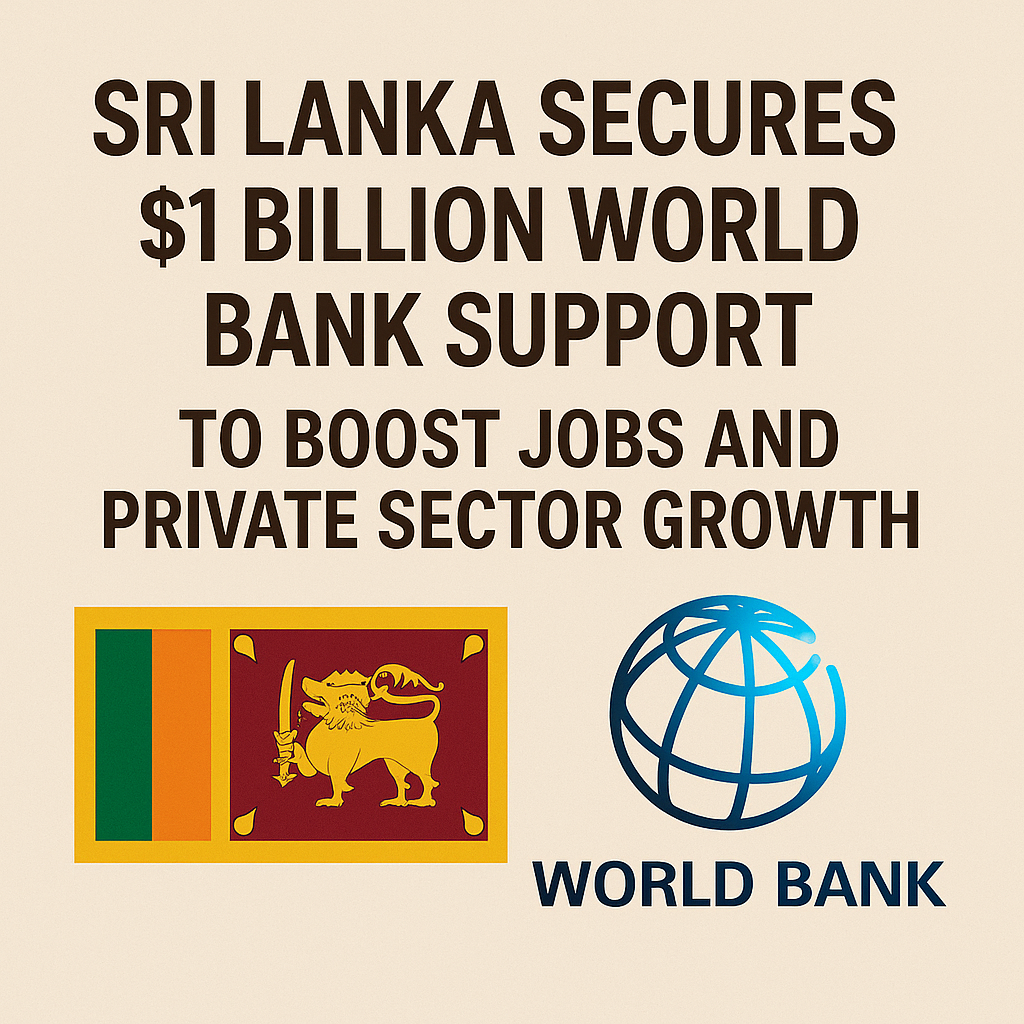 SRI LANKA SECURES
$1 BILLION WORLD
BANK SUPPORT
TO BOOST JOBS AND
PRIVATE SECTOR GROWTH
WORLD BANK